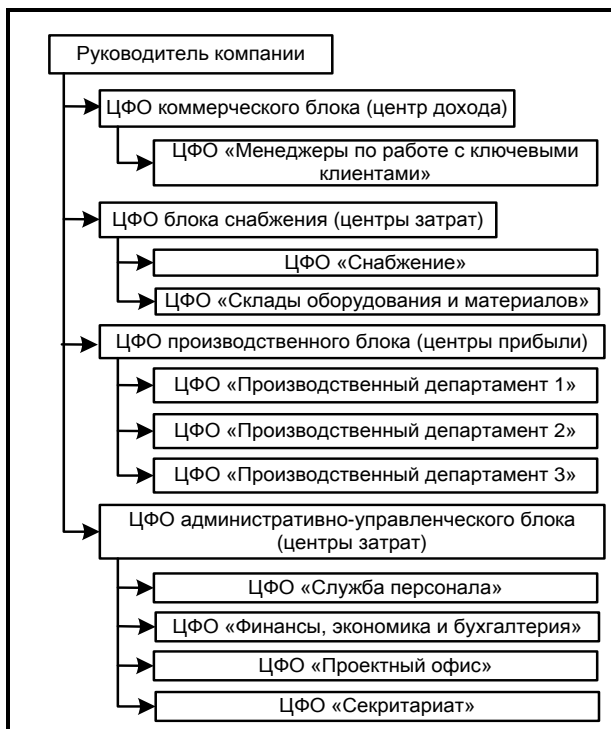 Руководитель компании
ЦФО коммерческого блока (центр дохода)
ЦФО «Менеджеры по работе с ключевыми
клиентами»
ЦФО блока снабжения (центры затрат)
ЦФО «Снабжение»
ЦФО «Склады оборудования и материалов»
ЦФО производственного блока (центры прибыли)
ЦФО «Производственный департамент 1»
ЦФО «Производственный департамент 2»
ЦФО «Производственный департамент 3»
ЦФО административно-управленческого блока
(центры затрат)
ЦФО «Служба персонала»
ЦФО «Финансы, экономика и бухгалтерия»
ЦФО «Проектный офис»
ЦФО «Секритариат»